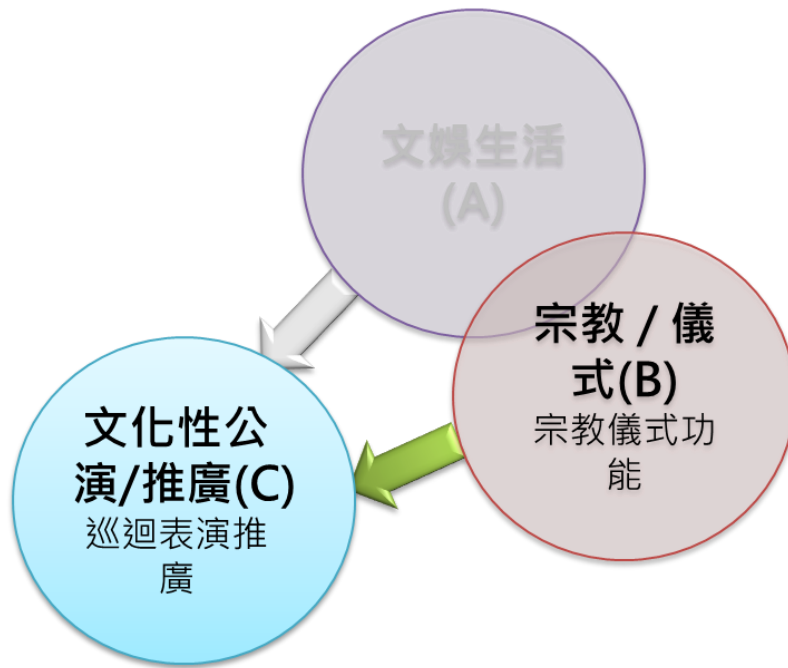 文娛生活
(A)
宗教 / 儀
式(B)
宗教儀式功
能
文化性公
演/推廣(C)
巡迴表演推
廣